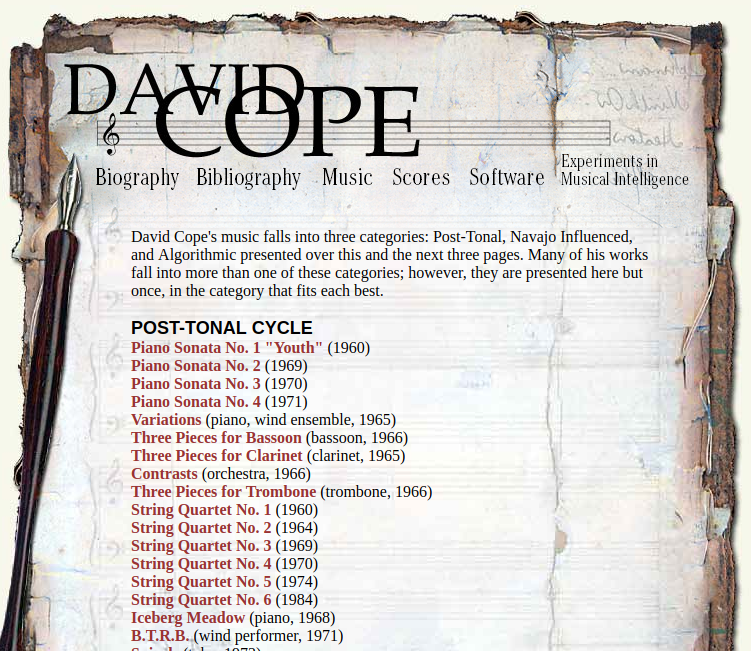 DAVID
COPE
Biography Bibliography Music Scores Software Experiments in
Musical Intelligence
David Cope's music falls into three categories: Post-Tonal, Navajo Influenced,
and Algorithmic presented over this and the next three pages. Many of his works
fall into more than one of these categories; however, they are presented here but
once, in the category that fits each best.
POST-TONAL CYCLE
Piano Sonata No. 1 "Youth" (1960)
Piano Sonata No. 2 (1969)
Piano Sonata No. 3 (1970)
Piano Sonata No. 4 (1971)
Variations (piano, wind ensemble, 1965)
Three Pieces for Bassoon (bassoon, 1966)
Three Pieces for Clarinet (clarinet, 1965)
Contrasts (orchestra, 1966)
Three Pieces for Trombone (trombone, 1966)
String Quartet No. 1 (1960)
String Quartet No. 2 (1964)
String Quartet No. 3 (1969)
String Quartet No. 4 (1970)
String Quartet No. 5 (1974)
String Quartet No. 6 (1984)
Iceberg Meadow (piano, 1968)
B.T.R.B. (wind performer, 1971)